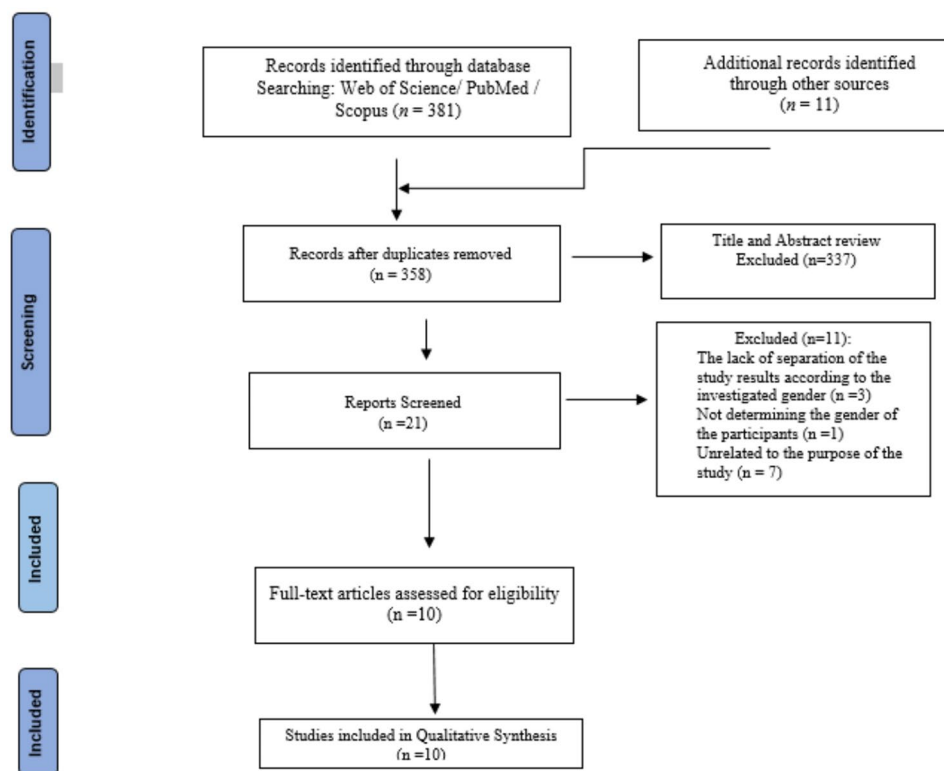 Identification
Records identified through database
Searching: Web of Science/ PubMed /
Scopus (n = 381)
Additional records identified
through other sources
(n = 11)
Screening
Records after duplicates removed
(n = 358)
Title and Abstract review
Excluded (n=337)
Reports Screened
(n =21)
Excluded (n=11):
The lack of separation of the
study results according to the
investigated gender (n =3)
Not determining the gender of
the participants (n =1)
Unrelated to the purpose of the
study (n = 7)
Included
Full-text articles assessed for eligibility
(n =10)
Included
Studies included in Qualitative Synthesis
(n =10)